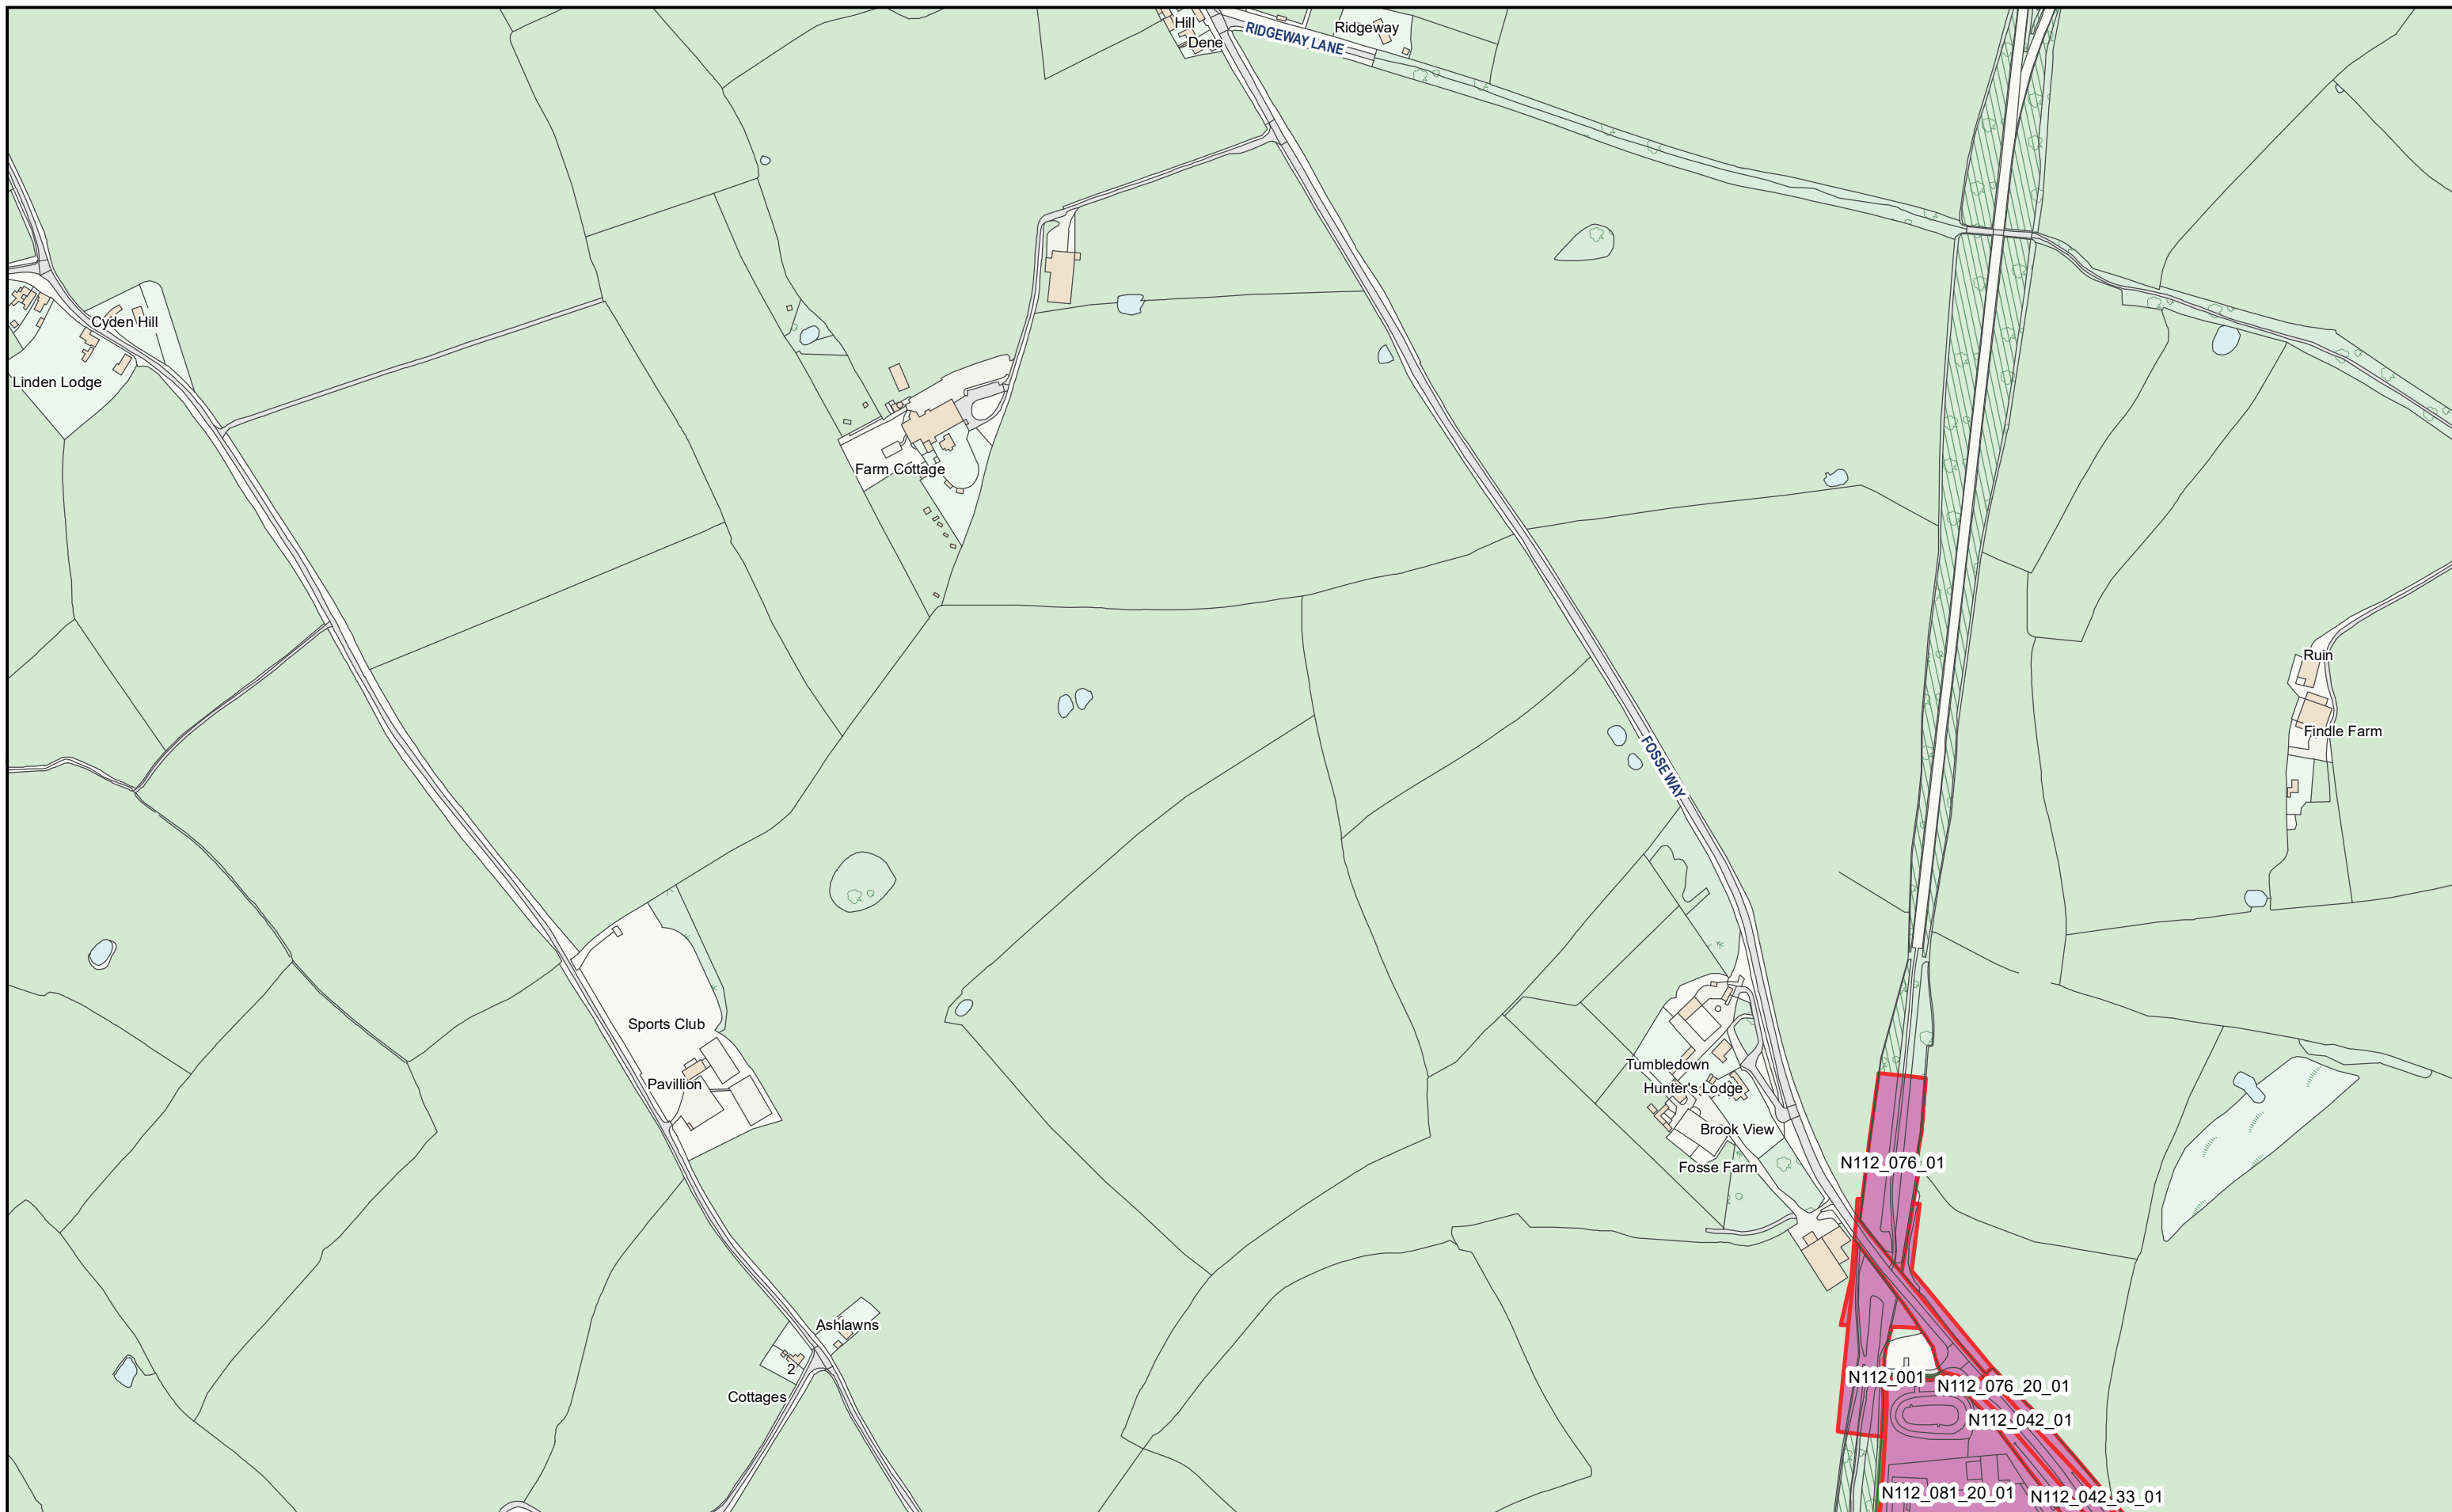 Hill
Dene
RIDGEWAY LANE
Ridgeway
Cyden Hill
Linden Lodge
Farm Cottage
Ruin
Findle Farm
FOSSE WAY
Sports Club
Pavillion
Tumbledown
Hunter's Lodge
Brook View
Fosse Farm
N112_076_01
Ashlawns
2
Cottages
N112_001
N112_076_20_01
N112_042_01
N112_081_20_01
N112_042_33_01